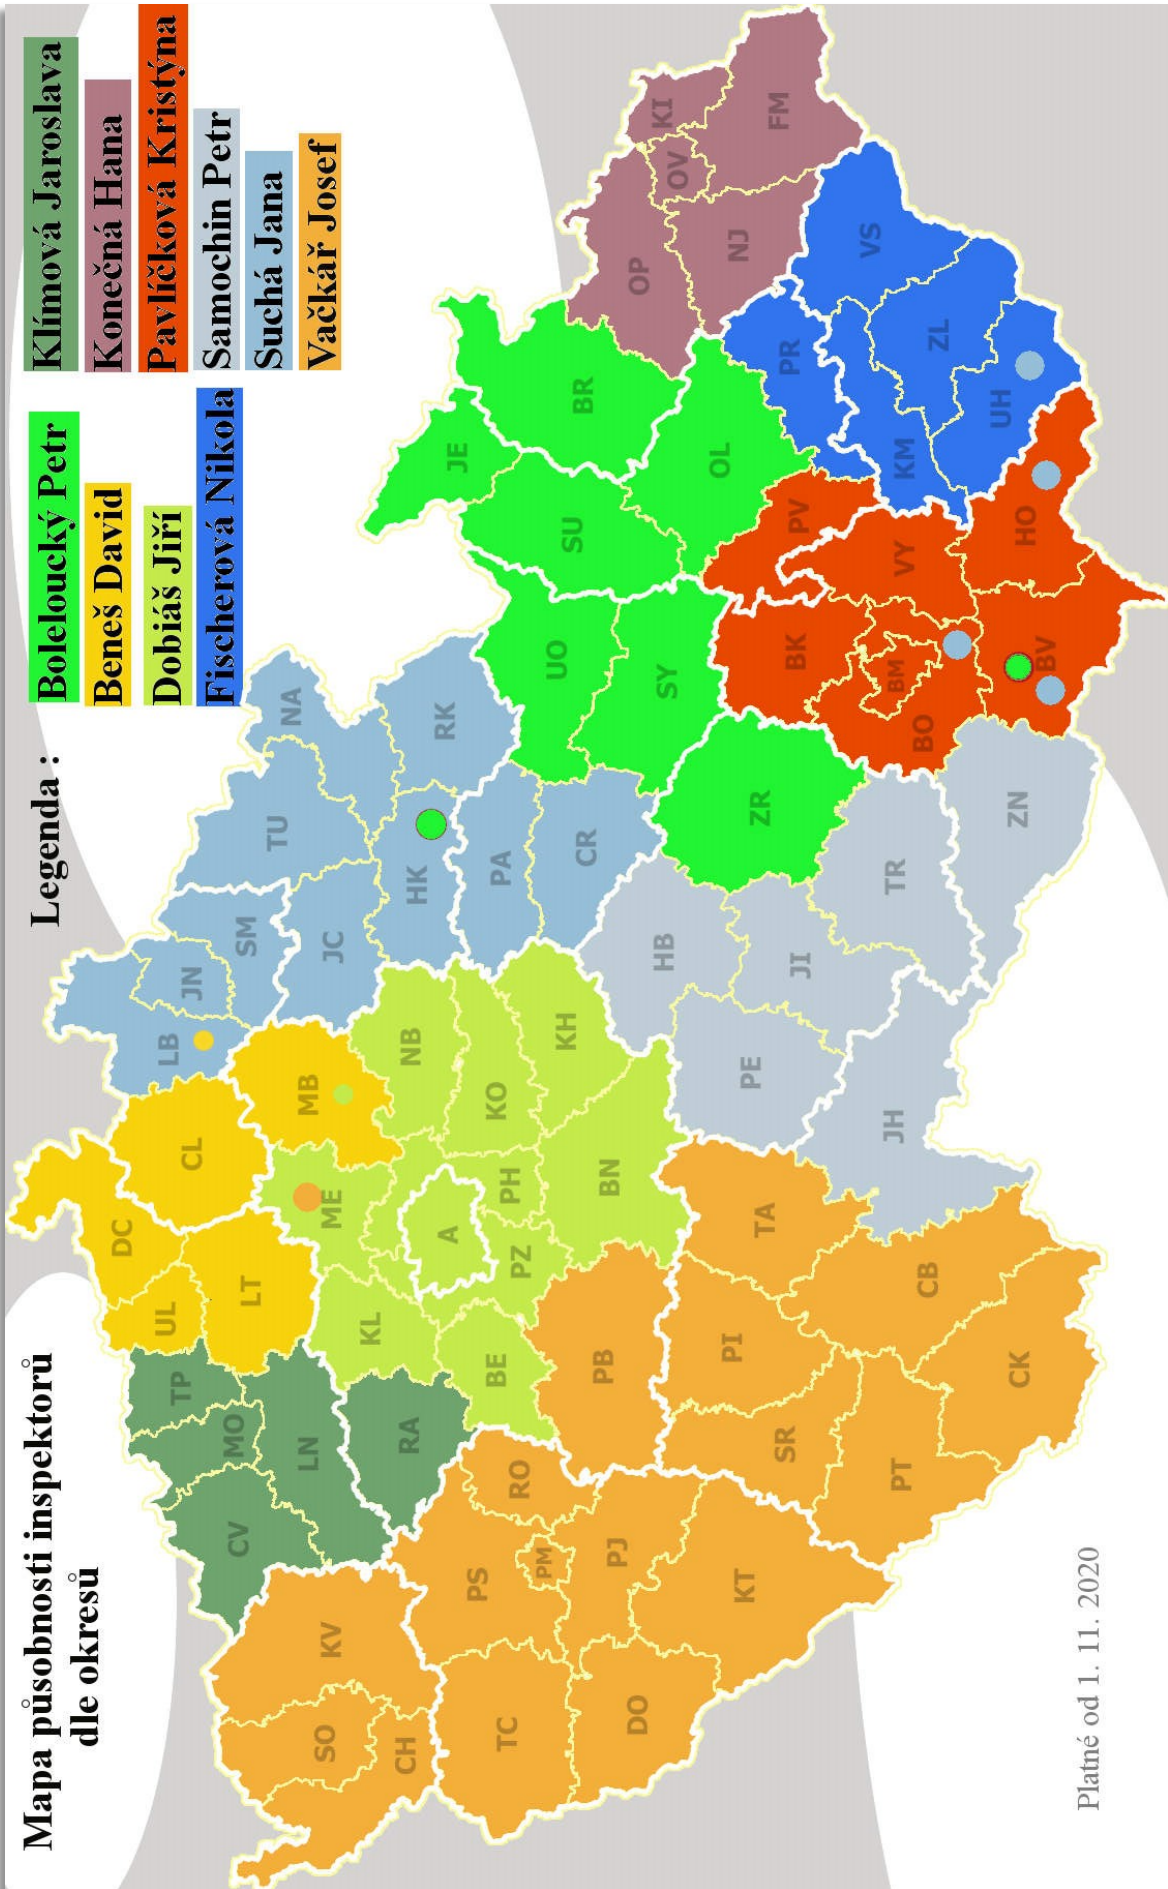 Mapa působnosti inspektorů
dle okresů
Legenda :
Boleloucký Petr
Beneš David
Dobiáš Jiří
Fischerová Nikola
Klímová Jaroslava
Konečná Hana
Pavlíčková Kristýna
Samochin Petr
Suchá Jana
Vačkář Josef
DC
UL
CL
LT
LB
JN
SM
TP
MO
CV
LN
RA
KV
SO
CH
TU
NA
JC
HK
RK
MB
ME
NB
KL
KO
A
PH
PZ
BE
KH
BN
PB
PS
RO
PM
PJ
TC
DO
KT
PA
CR
UO
SY
JE
SU
BR
OL
OP
OV
KI
NJ
FM
HB
ZR
PE
JI
TR
JH
ZN
TA
PI
SR
CB
PT
CK
BK
BM
BO
PV
VY
BV
HO
PR
KM
VS
ZL
UH
Platné od 1. 11. 2020